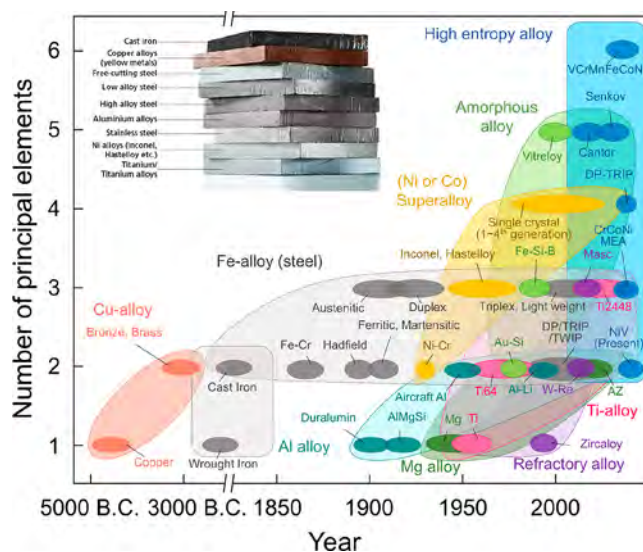 High entropy alloy
Cast iron
Copper alloys
(yellow metals)
Free-cutting steel
Low alloy steel
High alloy steel
Aluminium alloys
Stainless steel
Ni alloys (Inconel,
Hastelloy etc.)
Titanium/
Titanium alloys
VCrMnFeCoNi
Senkov
Amorphous
alloy
Vitreloy
Cantor
(Ni or Co)
Superalloy
DP-TRIP
Single crystal
(1~4th generation)
CrCoNi
MEA
Fe-alloy (steel)
Inconel, Hastelloy
Fe-Si-B
Masc
Cu-alloy
Bronze, Brass
Austenitic
Duplex
Triplex, Light weight
Ti2448
Ferritic, Martensitic
Fe-Cr
Hadfield
Ni-Cr
Au-Si
DP/TRIP
/TWIP
NiV
(Present)
Cast Iron
Aircraft Al
Ti64
Al-Li
W-Re
AZ
Duralumin
AlMgSi
Mg
Ti
Ti-alloy
Copper
Wrought Iron
Al alloy
Mg alloy
Zircaloy
Refractory alloy
Number of principal elements
6
5
4
3
2
1
5000 B.C.
3000 B.C.
1850
1900
1950
2000
Year